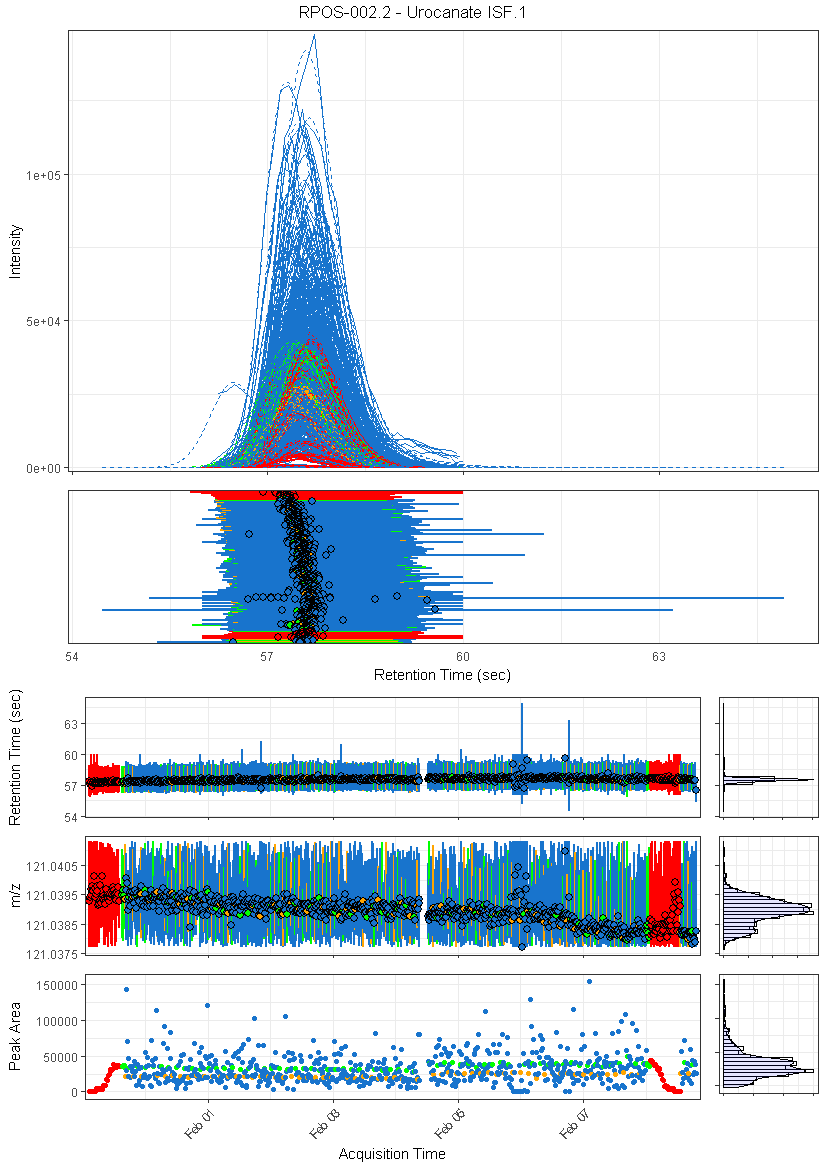 RPOS-002.2 - Urocanate ISF.1
Intensity
1e+05
5e+04
0e+00
54
57
60
63
Retention Time (sec)
Retention Time (sec)
63
60
57
54
m/z
121.0405
121.0395
121.0385
121.0375
Peak Area
150000
100000
50000
0
Feb 01
Feb 03
Feb 05
Feb 07
Acquisition Time